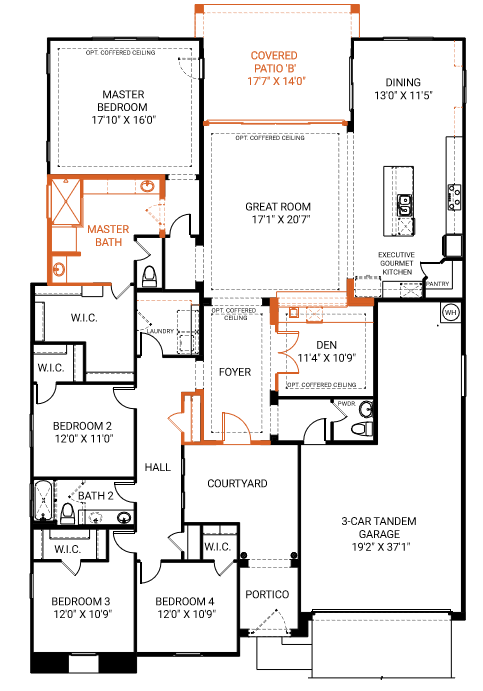 OPT. COFFERED CEILING
MASTER
BEDROOM
17'10" X 16'0"
COVERED
PATIO 'B'
17'7" X 14'0"
DINING
13'0" X 11'5"
OPT. COFFERED CEILING
GREAT ROOM
17'1" X 20'7"
MASTER
BATH
EXECUTIVE
GOURMET
KITCHEN
PANTRY
W.I.C.
LAUNDRY
OPT. COFFERED
CEILING
FOYER
DEN
11'4" X 10'9"
OPT. COFFERED CEILING
WH
W.I.C.
PWDR
BEDROOM 2
12'0" X 11'0"
HALL
BATH 2
COURTYARD
3-CAR TANDEM
GARAGE
19'2" X 37'1"
W.I.C.
W.I.C.
BEDROOM 3
12'0" X 10'9"
BEDROOM 4
12'0" X 10'9"
PORTICO